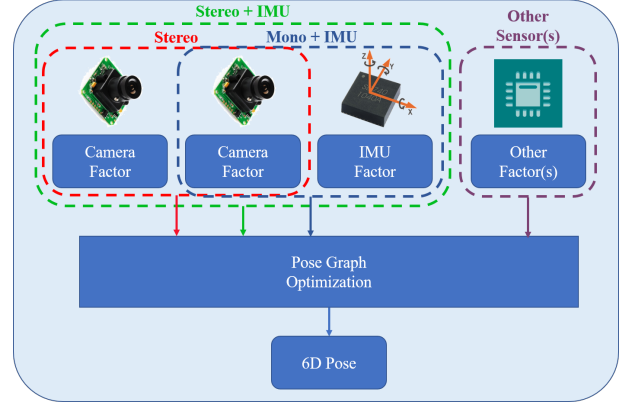 Stereo + IMU
Other
Sensor(s)
Stereo
Mono + IMU
Z
Y
X
Camera
Factor
Camera
Factor
IMU
Factor
Other
Factor(s)
Pose Graph
Optimization
6D Pose